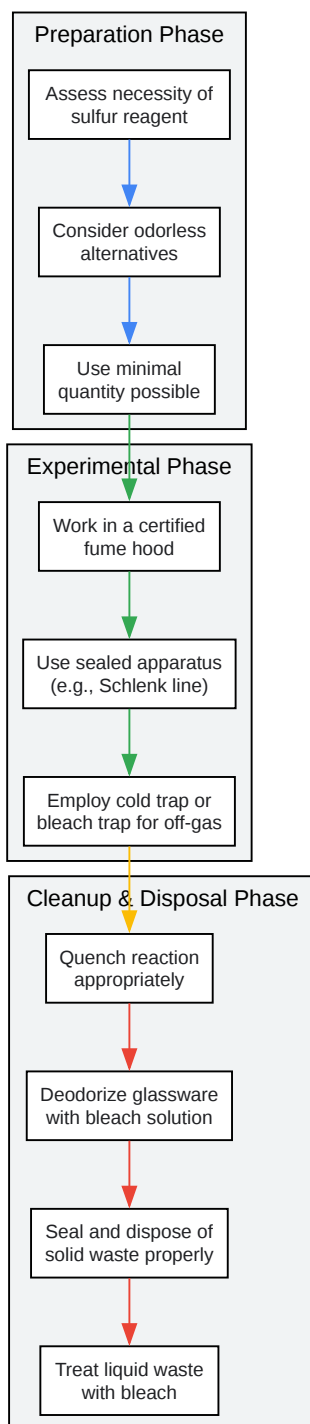 Preparation Phase
Assess necessity of
sulfur reagent
Consider odorless
alternatives
Use minimal
quantity possible
Experimental Phase
Work in a certified
fume hood
Use sealed apparatus
(e.g., Schlenk line)
Employ cold trap or
bleach trap for off-gas
Cleanup & Disposal Phase
Quench reaction
appropriately
Deodorize glassware
with bleach solution
Seal and dispose of
solid waste properly
Treat liquid waste
with bleach